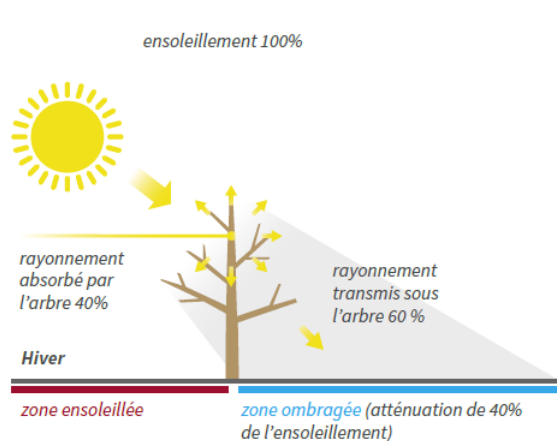 ensoleillement 100%
rayonnement
absorbé par
l'arbre 40%
rayonnement
transmis sous
l'arbre 60 %
Hiver
zone ensoleillée
zone ombragée (atténuation de 40%
de l'ensoleillement)